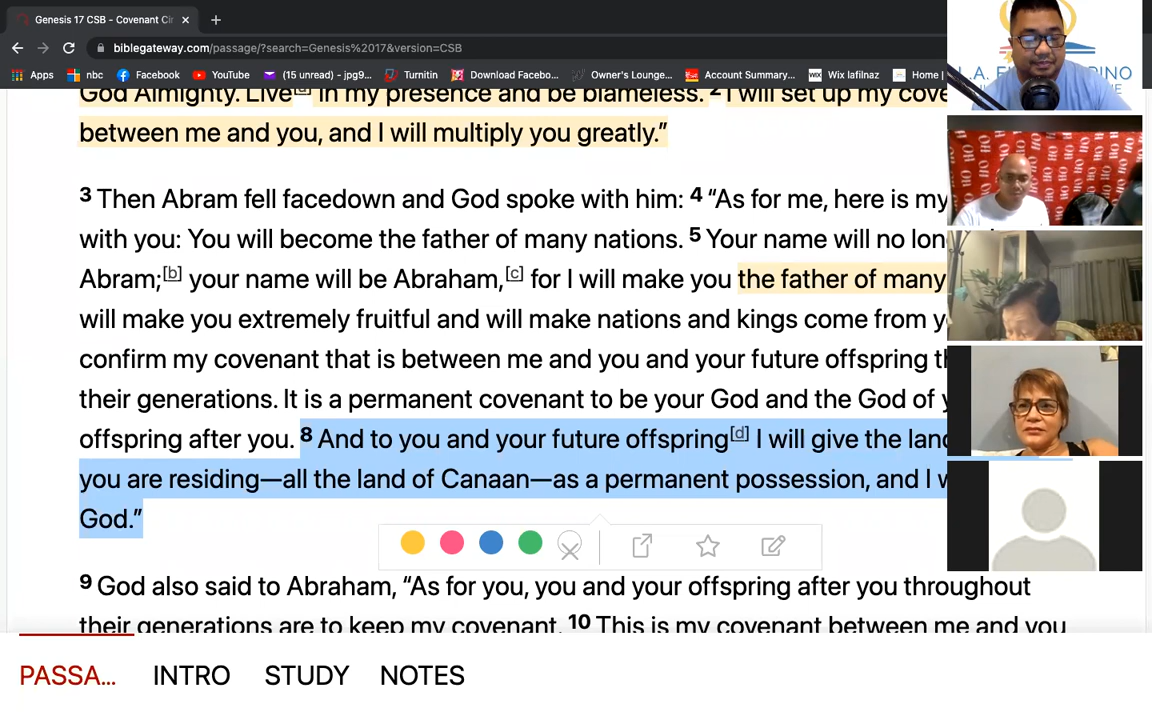 Genesis 17 CSB - Covenant Cir
biblegateway.com/passage/?search=Genesis%2017&version=CSB
Apps nbc Facebook YouTube (15 unread) - jpg9... Turnitin Download Facebo... Owner's Lounge... Account Summary... WIX Wix lafilnaz Home |
God Almighty. Live in my presence and be blameless. 2 I will set up my cove
between me and you, and I will multiply you greatly.”
3 Then Abram fell facedown and God spoke with him: 4 “As for me, here is my
with you: You will become the father of many nations. 5 Your name will no lon
Abram;[b] your name will be Abraham,[c] for I will make you the father of many
will make you extremely fruitful and will make nations and kings come from y
confirm my covenant that is between me and you and your future offspring th
their generations. It is a permanent covenant to be your God and the God of y
offspring after you. 8 And to you and your future offspring[d] I will give the land
you are residing—all the land of Canaan—as a permanent possession, and I w
God.”
9 God also said to Abraham, “As for you, you and your offspring after you throughout
their generations are to keep my covenant. 10 This is my covenant between me and you
PASSA... INTRO STUDY NOTES
HO HO HO